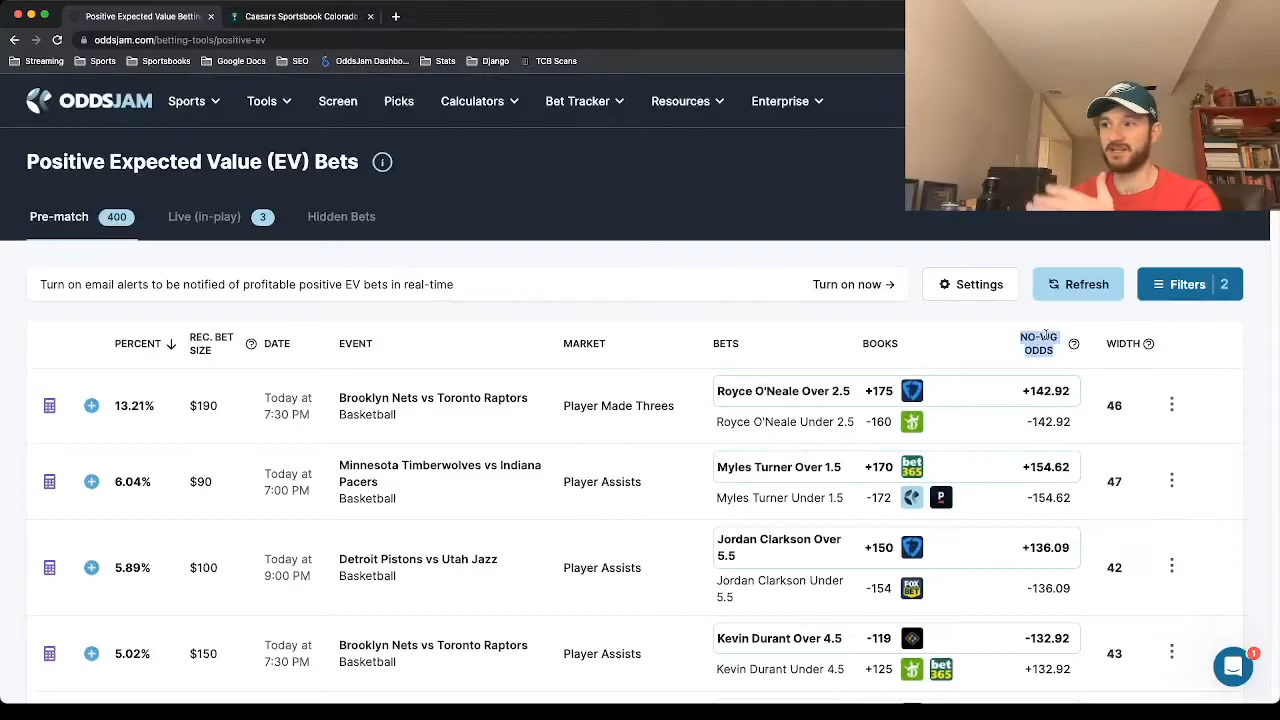 Positive Expected Value Bettin
Caesars Sportsbook Colorado
oddsjam.com/betting-tools/positive-ev
Streaming Sports Sportsbooks Google Docs SEO OddsJam Dashbo... Stats Django TCB Scans
ODDSJAM Sports Tools Screen Picks Calculators Bet Tracker Resources Enterprise
Positive Expected Value (EV) Bets
Pre-match 400 Live (in-play) 3 Hidden Bets
Turn on email alerts to be notified of profitable positive EV bets in real-time Turn on now → Settings Refresh Filters 2
PERCENT REC. BET SIZE DATE EVENT MARKET BETS BOOKS NO-VIG ODDS WIDTH
13.21% $190 Today at 7:30 PM Brooklyn Nets vs Toronto Raptors Basketball Player Made Threes Royce O'Neale Over 2.5 +175 +142.92 46
Royce O'Neale Under 2.5 -160 -142.92
6.04% $90 Today at 7:00 PM Minnesota Timberwolves vs Indiana Pacers Basketball Player Assists Myles Turner Over 1.5 +170 bet365 +154.62 47
Myles Turner Under 1.5 -172 P -154.62
5.89% $100 Today at 9:00 PM Detroit Pistons vs Utah Jazz Basketball Player Assists Jordan Clarkson Over 5.5 +150 +136.09 42
Jordan Clarkson Under 5.5 -154 FOX BET -136.09
5.02% $150 Today at 7:30 PM Brooklyn Nets vs Toronto Raptors Basketball Player Assists Kevin Durant Over 4.5 -119 -132.92 43
Kevin Durant Under 4.5 +125 bet365 +132.92
1